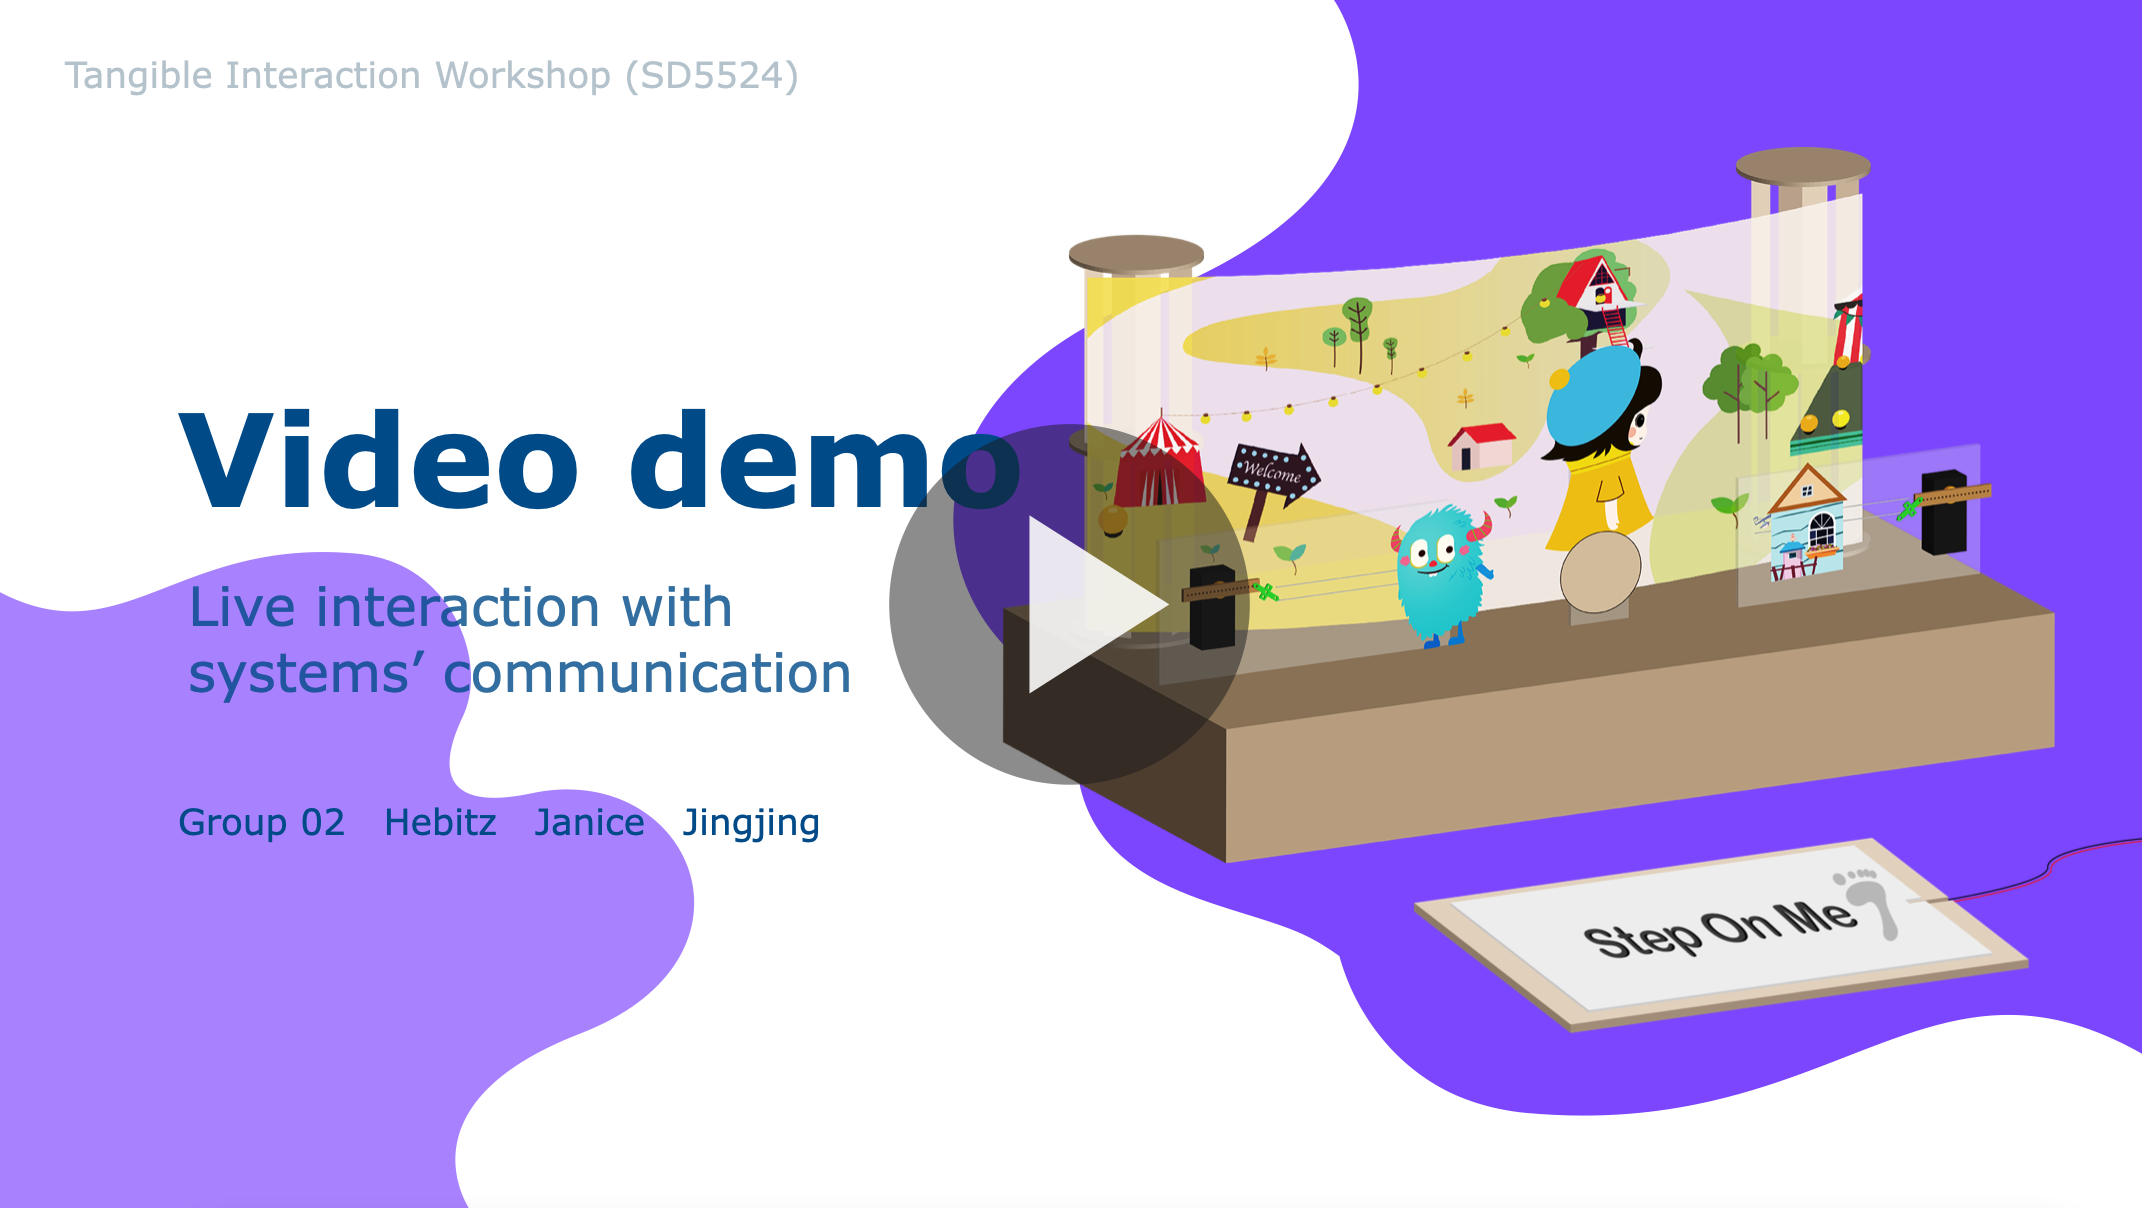 Tangible Interaction Workshop (SD5524)
Video demo
Live interaction with
systems’ communication
Group 02 Hebitz Janice Jingjing
Welcome
Step On Me